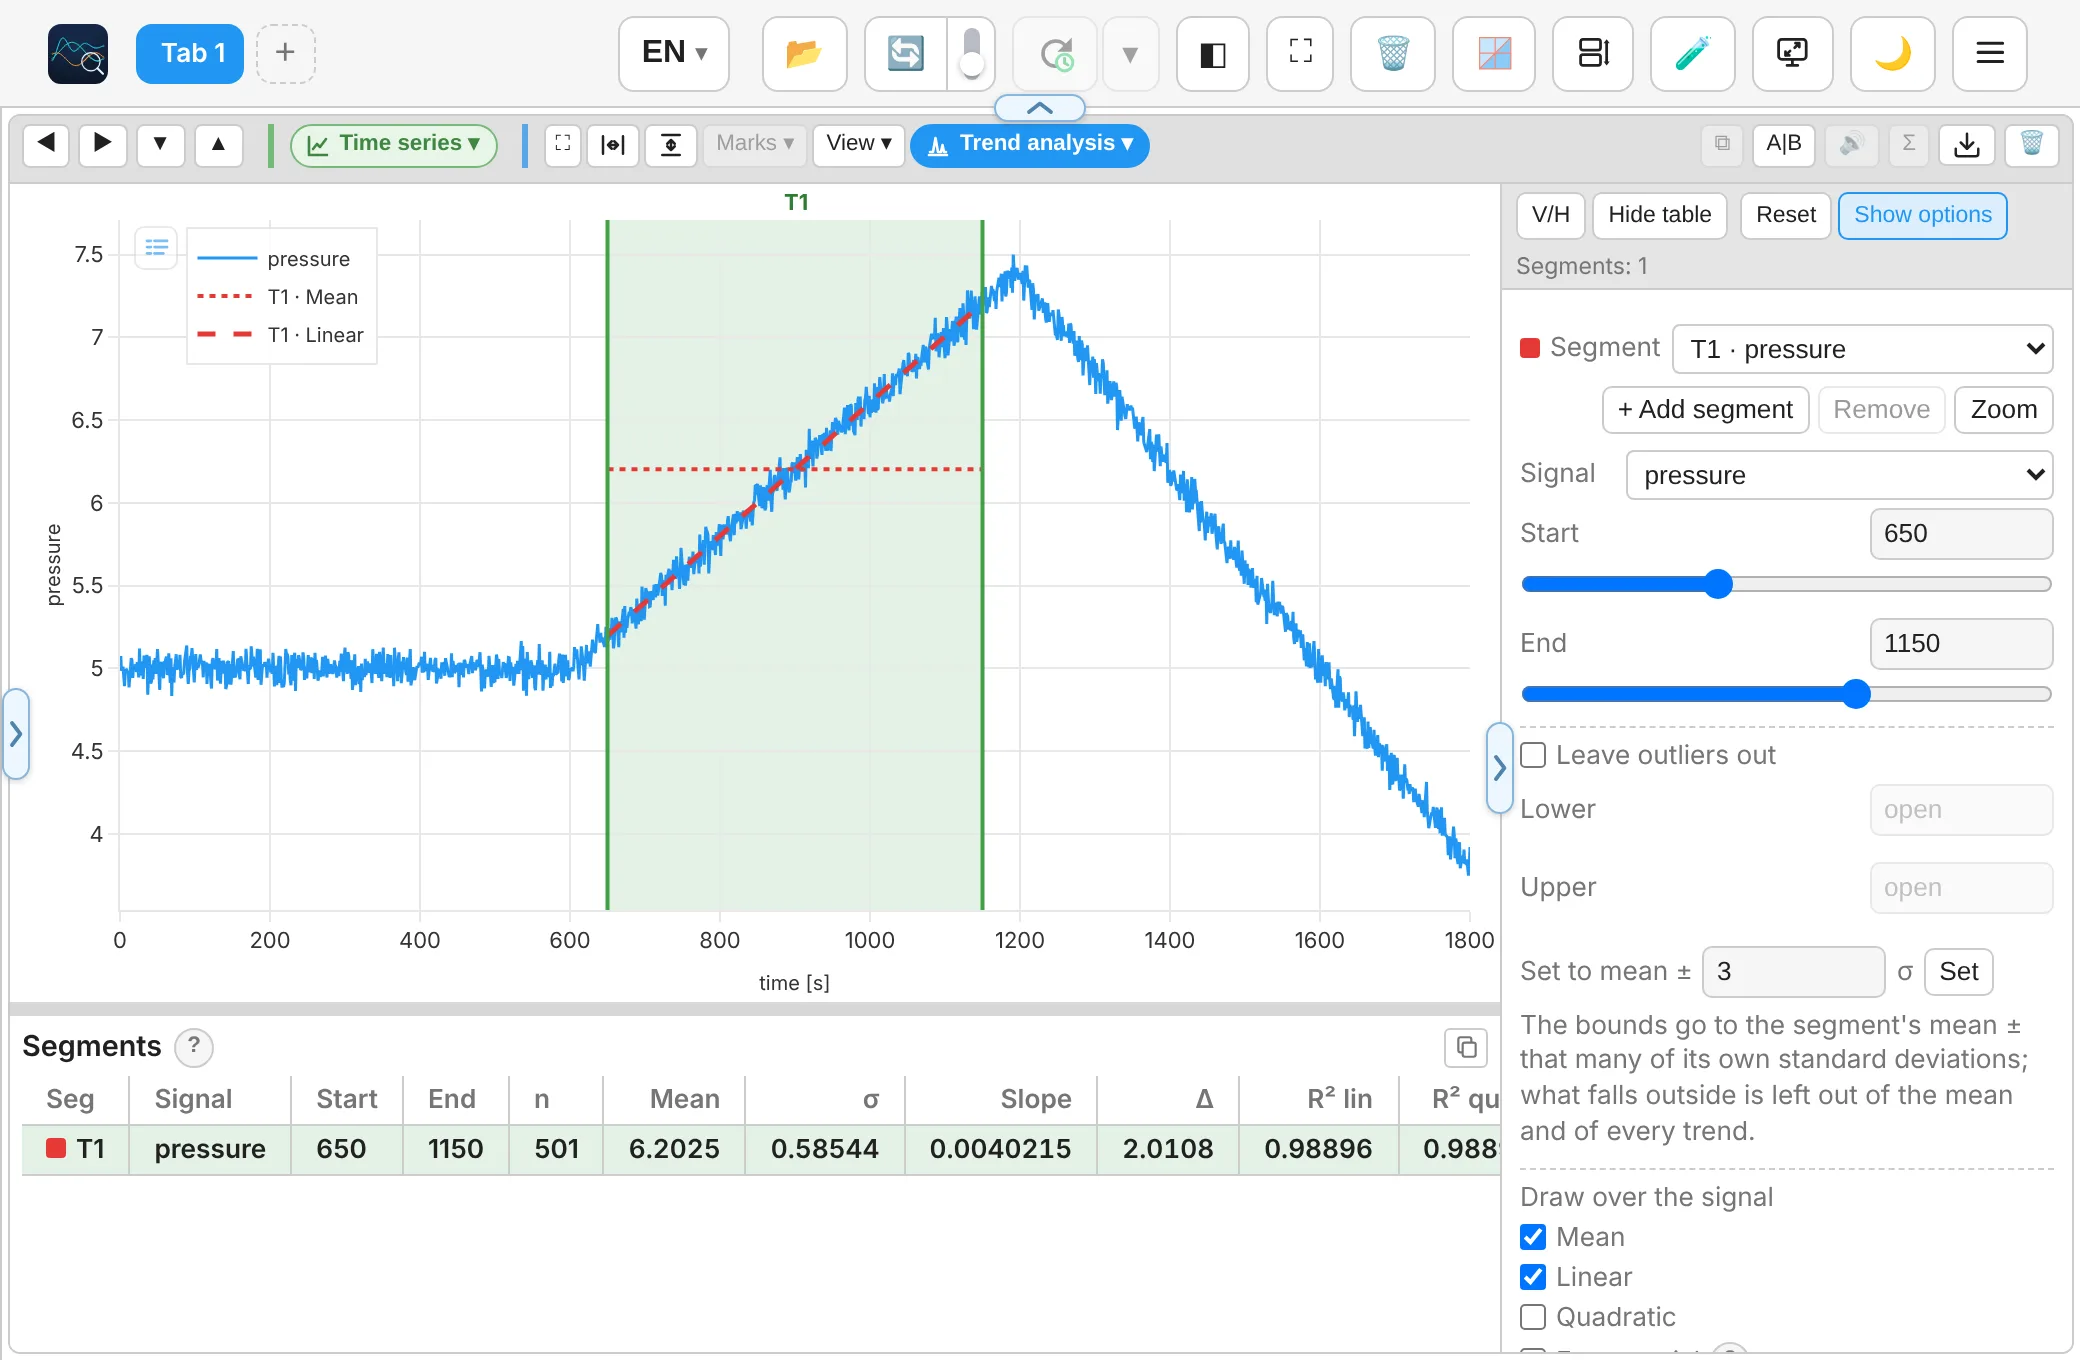 Tab 1
+
EN ▾
Time series ▾
Marks ▾
View ▾
Trend analysis ▾
A|B
Σ
T1
pressure
T1 · Mean
T1 · Linear
7.5
7
6.5
6
5.5
5
4.5
4
pressure
0
200
400
600
800
1000
1200
1400
1600
1800
time [s]
V/H
Hide table
Reset
Show options
Segments: 1
Segment
T1 · pressure
+ Add segment
Remove
Zoom
Signal
pressure
Start
650
End
1150
Leave outliers out
Lower
open
Upper
open
Set to mean ±
3
σ
Set
The bounds go to the segment's mean ±
that many of its own standard deviations;
what falls outside is left out of the mean
and of every trend.
Draw over the signal
Mean
Linear
Quadratic
Segments ?
Seg Signal Start End n Mean σ Slope Δ R² lin R² qu
T1 pressure 650 1150 501 6.2025 0.58544 0.0040215 2.0108 0.98896 0.988